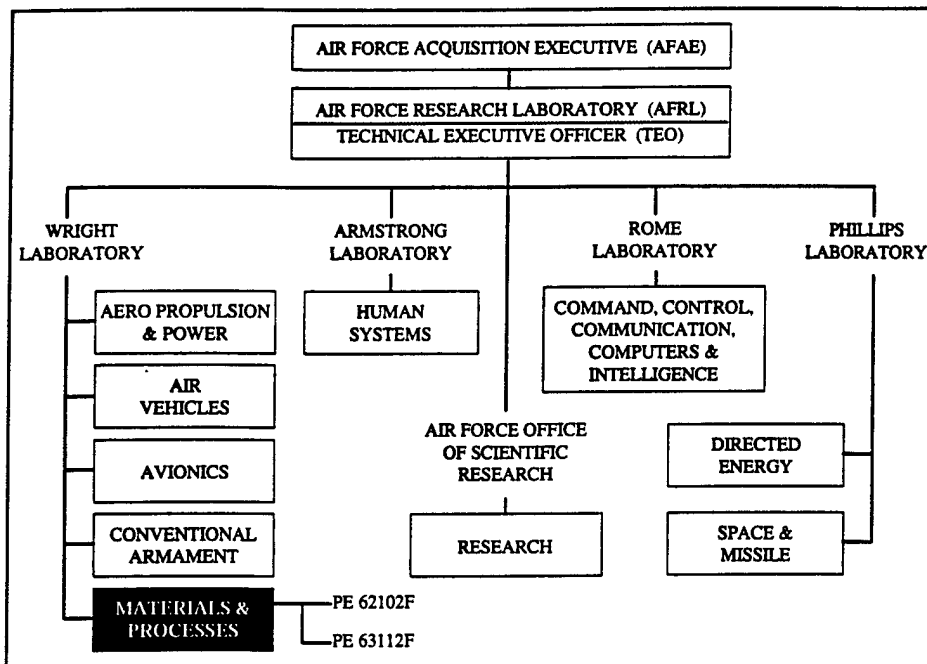 AIR FORCE ACQUISITION EXECUTIVE (AFAE)
AIR FORCE RESEARCH LABORATORY (AFRL)
TECHNICAL EXECUTIVE OFFICER (TEO)
WRIGHT
LABORATORY
AERO PROPULSION
& POWER
AIR
VEHICLES
AVIONICS
CONVENTIONAL
ARMAMENT
MATERIALS &
PROCESSES
PE 62102F
PE 63112F
ARMSTRONG
LABORATORY
HUMAN
SYSTEMS
AIR FORCE OFFICE
OF SCIENTIFIC
RESEARCH
RESEARCH
ROME
LABORATORY
COMMAND, CONTROL,
COMMUNICATION,
COMPUTERS &
INTELLIGENCE
PHILLIPS
LABORATORY
DIRECTED
ENERGY
SPACE &
MISSILE